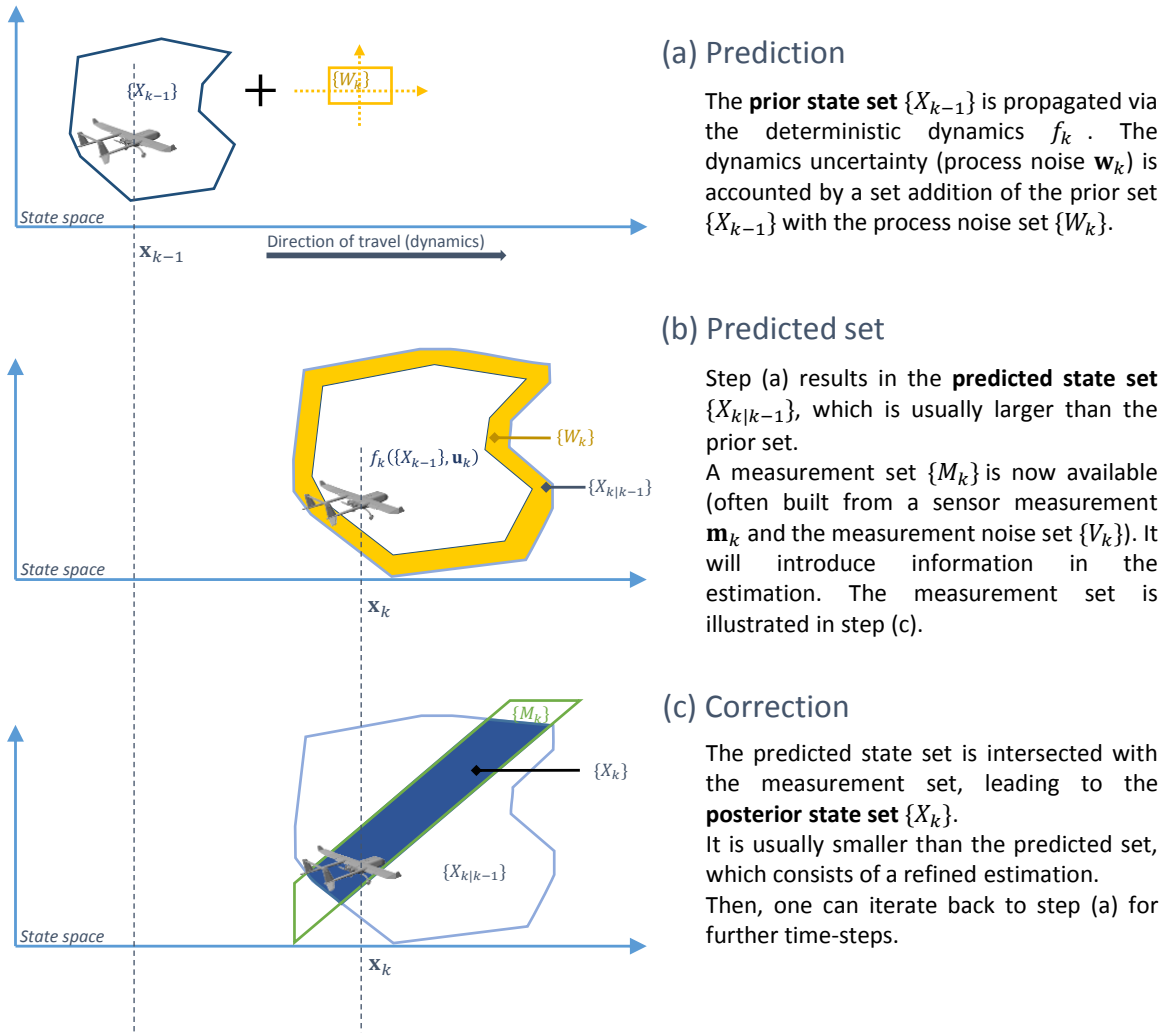 (a) Prediction
{X_{k−1}}
+
{W_k}
The prior state set {X_{k−1}} is propagated via
the deterministic dynamics f_k . The
dynamics uncertainty (process noise w_k) is
accounted by a set addition of the prior set
{X_{k−1}} with the process noise set {W_k}.
State space
x_{k−1}
Direction of travel (dynamics)
(b) Predicted set
Step (a) results in the predicted state set
{X_{k|k−1}}, which is usually larger than the
prior set.
A measurement set {M_k} is now available
(often built from a sensor measurement
m_k and the measurement noise set {V_k}). It
will introduce information in the
estimation. The measurement set is
illustrated in step (c).
{W_k}
f_k({X_{k−1}}, u_k)
{X_{k|k−1}}
State space
x_k
(c) Correction
The predicted state set is intersected with
the measurement set, leading to the
posterior state set {X_k}.
It is usually smaller than the predicted set,
which consists of a refined estimation.
Then, one can iterate back to step (a) for
further time-steps.
{M_k}
{X_k}
{X_{k|k−1}}
State space
x_k